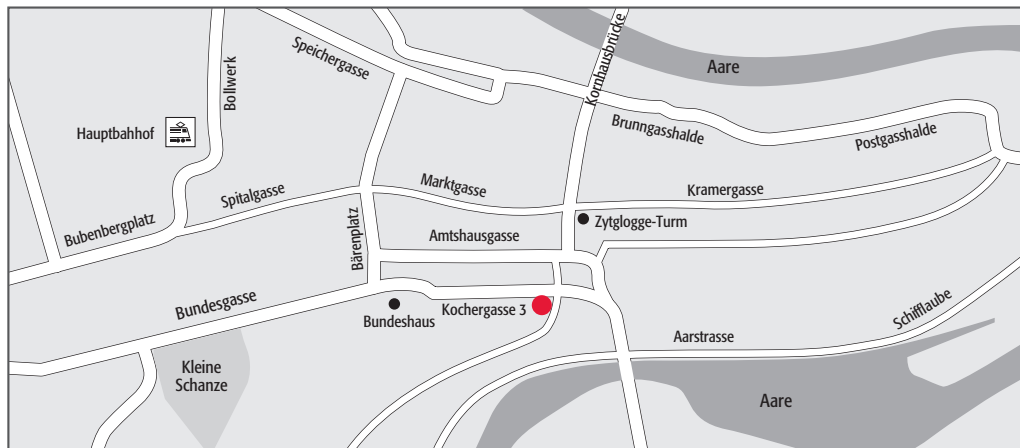 Speichergasse
Kornhausbrücke
Aare
Bollwerk
Hauptbahhof
Brunngasshalde
Postgasshalde
Spitalgasse
Marktgasse
Kramergasse
Bubenbergplatz
Zytglogge-Turm
Bärenplatz
Amtshausgasse
Bundesgasse
Kochergasse 3
Bundeshaus
Schifflaube
Aarstrasse
Kleine
Schanze
Aare